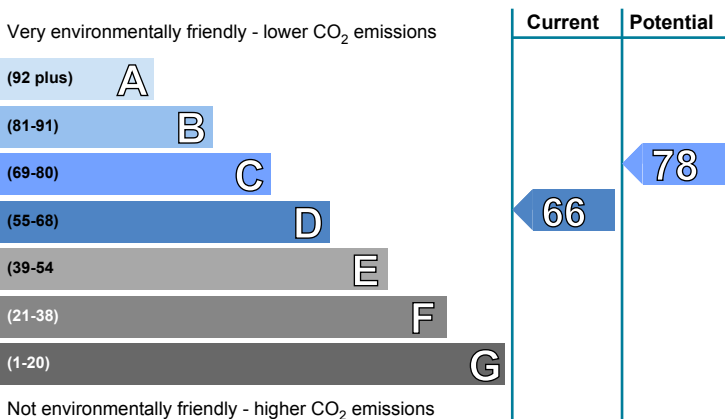 Current Potential
Very environmentally friendly - lower CO₂ emissions
(92 plus) A
(81-91) B
(69-80) C
78
(55-68) D
66
(39-54 E
(21-38) F
(1-20) G
Not environmentally friendly - higher CO₂ emissions